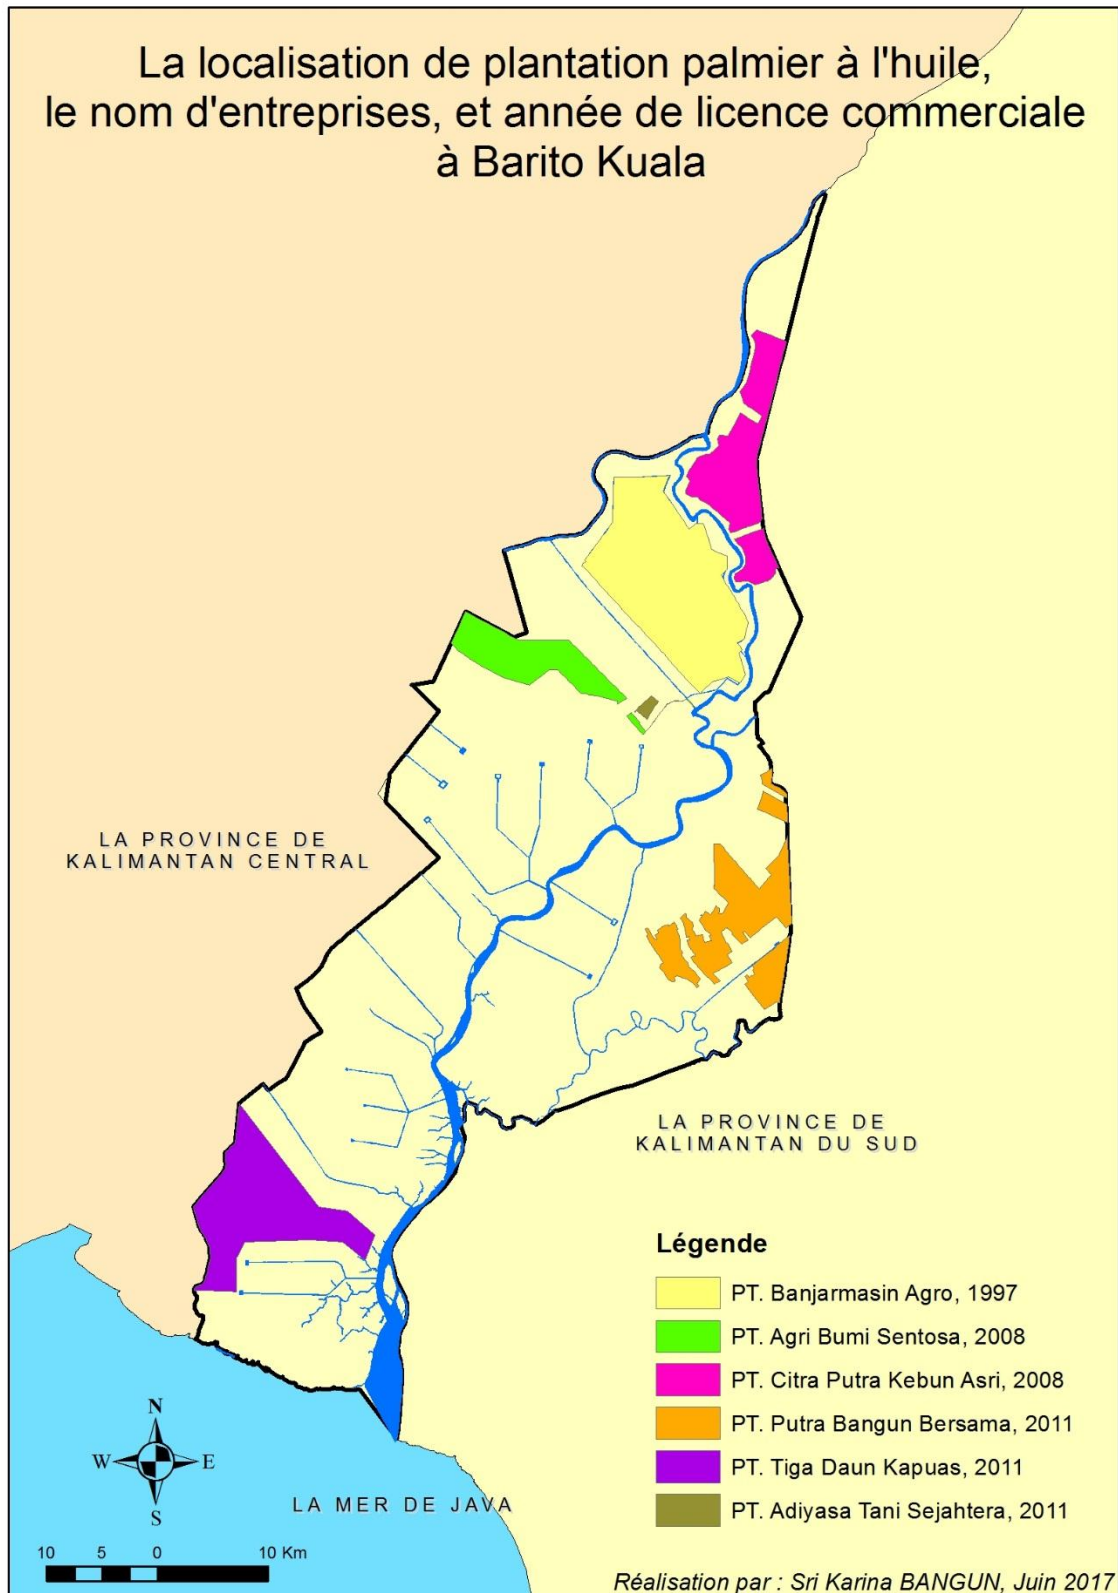 La localisation de plantation palmier à l'huile,
le nom d'entreprises, et année de licence commerciale
à Barito Kuala
LA PROVINCE DE
KALIMANTAN CENTRAL
LA PROVINCE DE
KALIMANTAN DU SUD
Légende
PT. Banjarmasin Agro, 1997
PT. Agri Bumi Sentosa, 2008
PT. Citra Putra Kebun Asri, 2008
PT. Putra Bangun Bersama, 2011
PT. Tiga Daun Kapuas, 2011
PT. Adiyasa Tani Sejahtera, 2011
N
W E
S
LA MER DE JAVA
10 5 0 10 Km
Réalisation par : Sri Karina BANGUN, Juin 2017